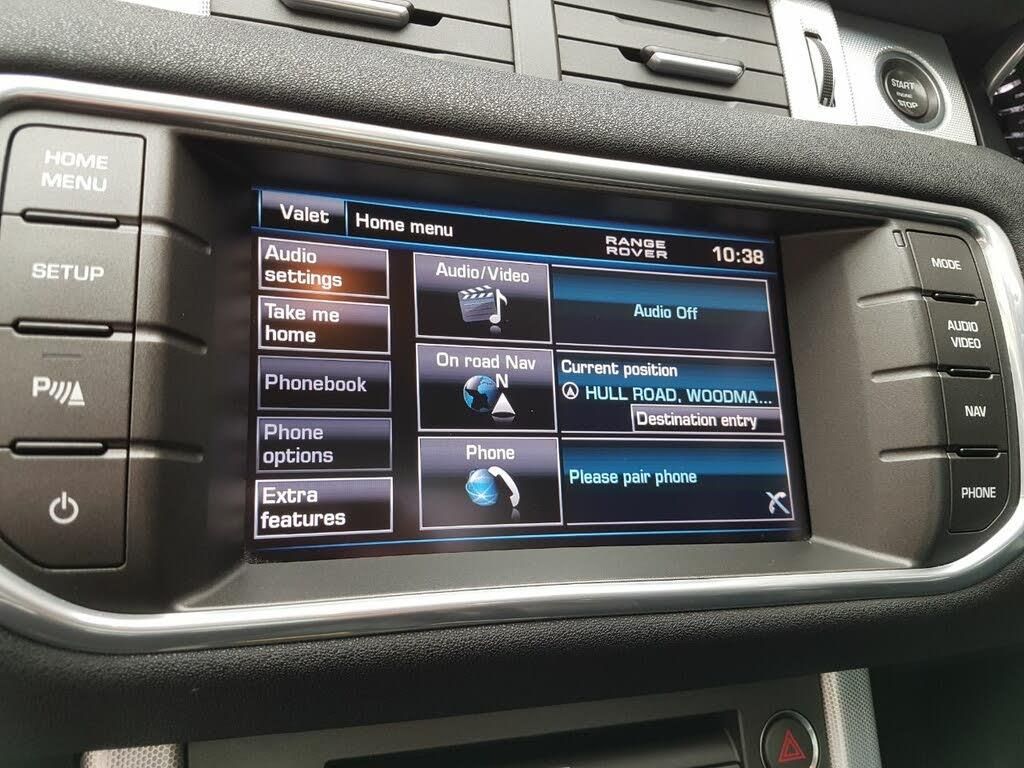 START
ENGINE
STOP
HOME
MENU
SETUP
P
Valet
Home menu
RANGE
ROVER
10:38
Audio
settings
Take me
home
Phonebook
Phone
options
Extra
features
Audio/Video
Audio Off
On road Nav
N
Current position
HULL ROAD, WOODMA...
Destination entry
Phone
Please pair phone
MODE
AUDIO
VIDEO
NAV
PHONE